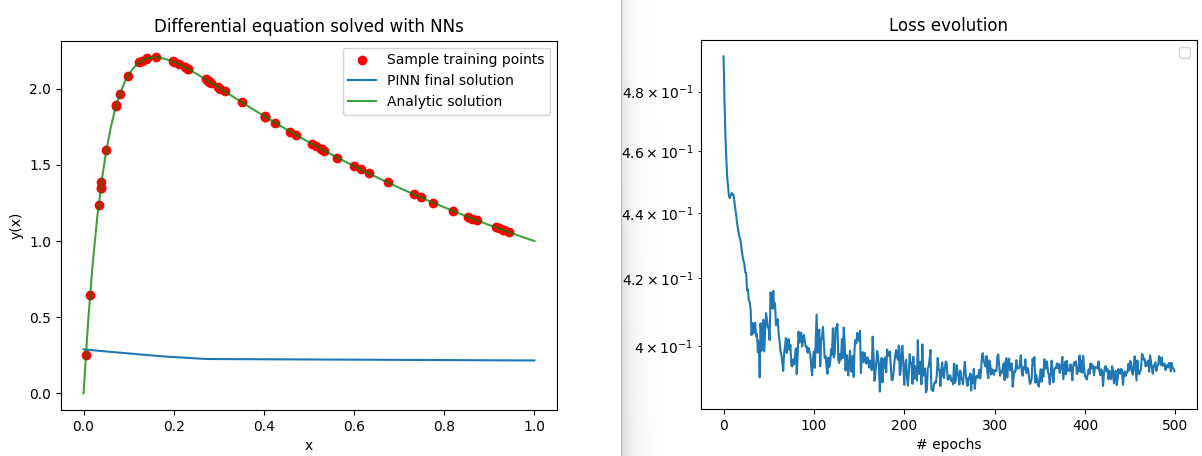 Differential equation solved with NNs
Sample training points
PINN final solution
Analytic solution
y(x)
2.0
1.5
1.0
0.5
0.0
0.0 0.2 0.4 0.6 0.8 1.0
x
Loss evolution
4.8 × 10⁻¹
4.6 × 10⁻¹
4.4 × 10⁻¹
4.2 × 10⁻¹
4 × 10⁻¹
0 100 200 300 400 500
# epochs